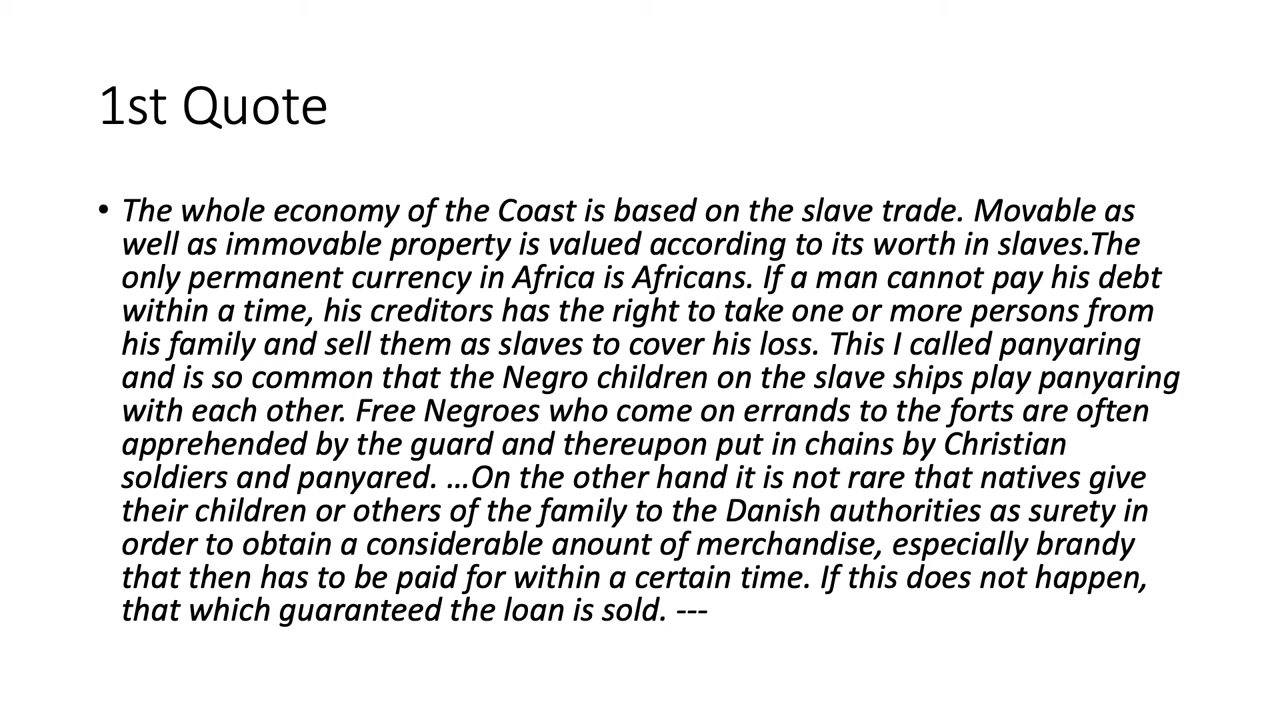 1st Quote
• The whole economy of the Coast is based on the slave trade. Movable as
well as immovable property is valued according to its worth in slaves.The
only permanent currency in Africa is Africans. If a man cannot pay his debt
within a time, his creditors has the right to take one or more persons from
his family and sell them as slaves to cover his loss. This I called panyaring
and is so common that the Negro children on the slave ships play panyaring
with each other. Free Negroes who come on errands to the forts are often
apprehended by the guard and thereupon put in chains by Christian
soldiers and panyared. …On the other hand it is not rare that natives give
their children or others of the family to the Danish authorities as surety in
order to obtain a considerable amount of merchandise, especially brandy
that then has to be paid for within a certain time. If this does not happen,
that which guaranteed the loan is sold. ---